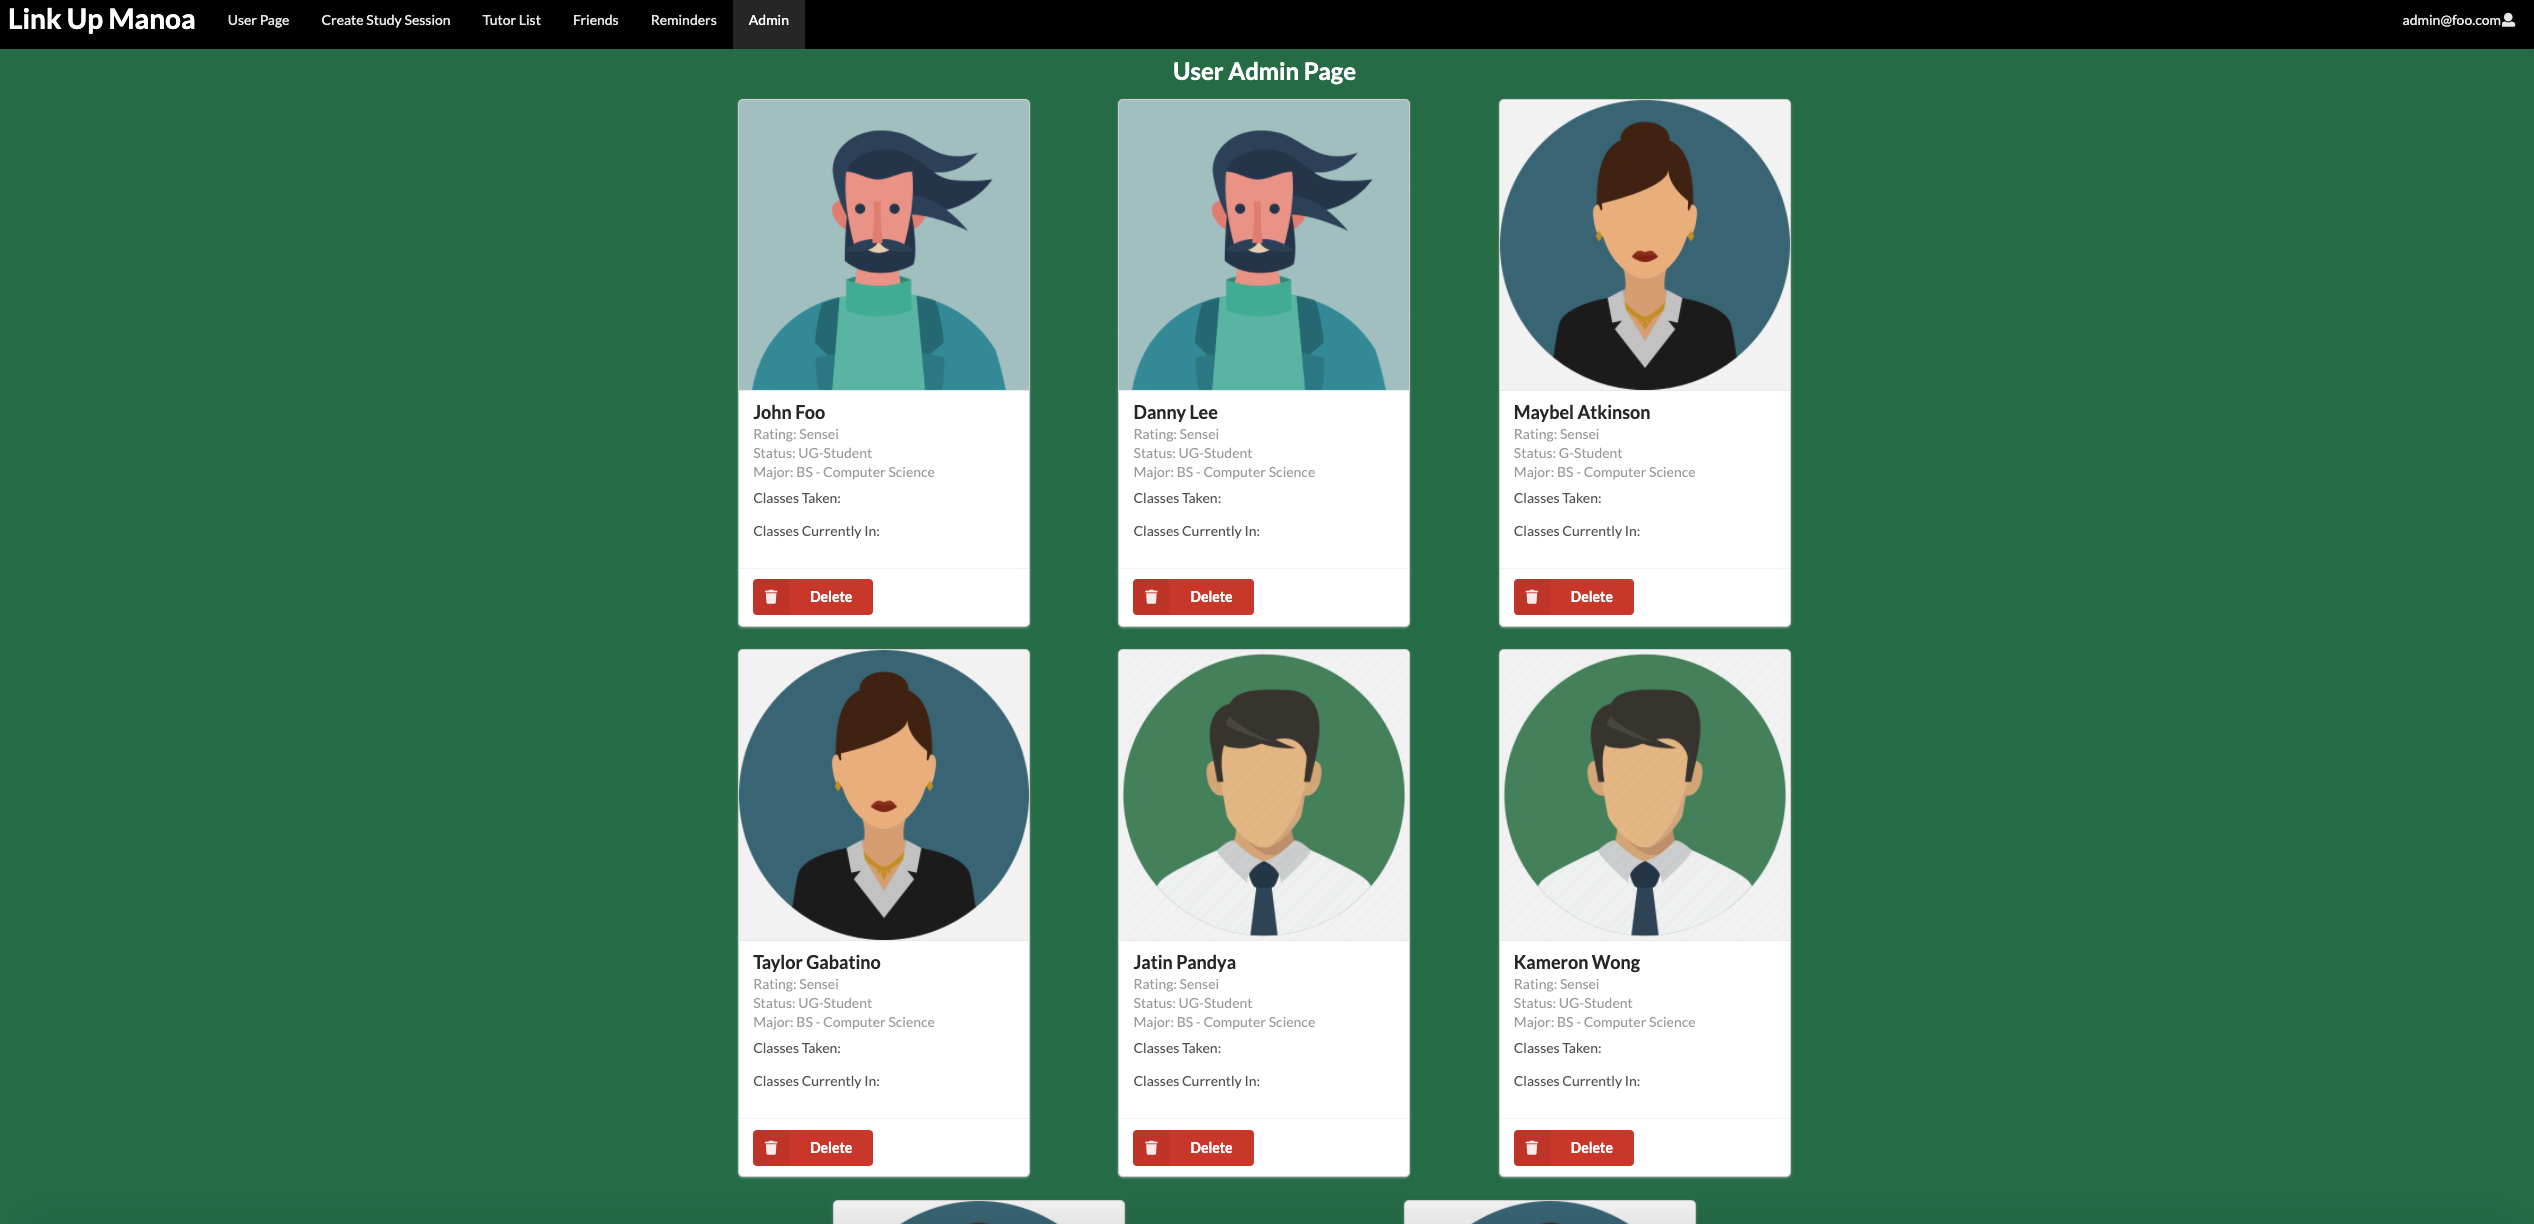 Link Up Manoa User Page Create Study Session Tutor List Friends Reminders Admin admin@foo.com
User Admin Page
John Foo
Rating: Sensei
Status: UG-Student
Major: BS - Computer Science
Classes Taken:
Classes Currently In:
Delete
Danny Lee
Rating: Sensei
Status: UG-Student
Major: BS - Computer Science
Classes Taken:
Classes Currently In:
Delete
Maybel Atkinson
Rating: Sensei
Status: G-Student
Major: BS - Computer Science
Classes Taken:
Classes Currently In:
Delete
Taylor Gabatino
Rating: Sensei
Status: UG-Student
Major: BS - Computer Science
Classes Taken:
Classes Currently In:
Delete
Jatin Pandya
Rating: Sensei
Status: UG-Student
Major: BS - Computer Science
Classes Taken:
Classes Currently In:
Delete
Kameron Wong
Rating: Sensei
Status: UG-Student
Major: BS - Computer Science
Classes Taken:
Classes Currently In:
Delete